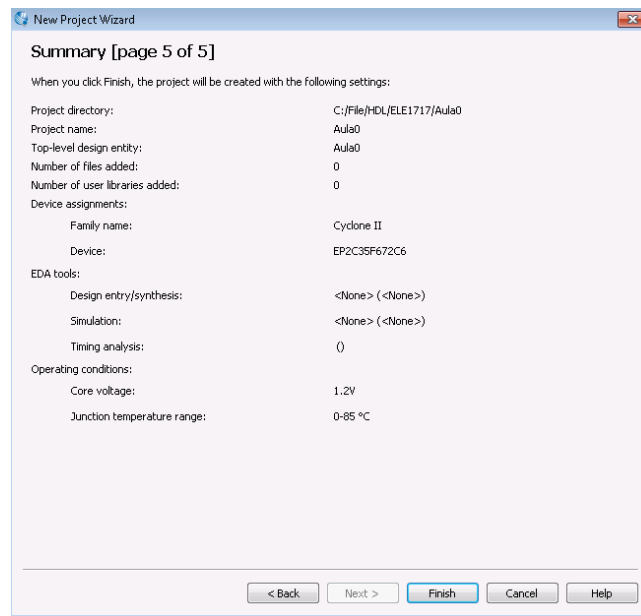 New Project Wizard
Summary [page 5 of 5]
When you click Finish, the project will be created with the following settings:
Project directory: C:/File/HDL/ELE1717/Aula0
Project name: Aula0
Top-level design entity: Aula0
Number of files added: 0
Number of user libraries added: 0
Device assignments:
Family name: Cyclone II
Device: EP2C35F672C6
EDA tools:
Design entry/synthesis: <None> (<None>)
Simulation: <None> (<None>)
Timing analysis: ()
Operating conditions:
Core voltage: 1.2V
Junction temperature range: 0-85 °C
< Back Next > Finish Cancel Help